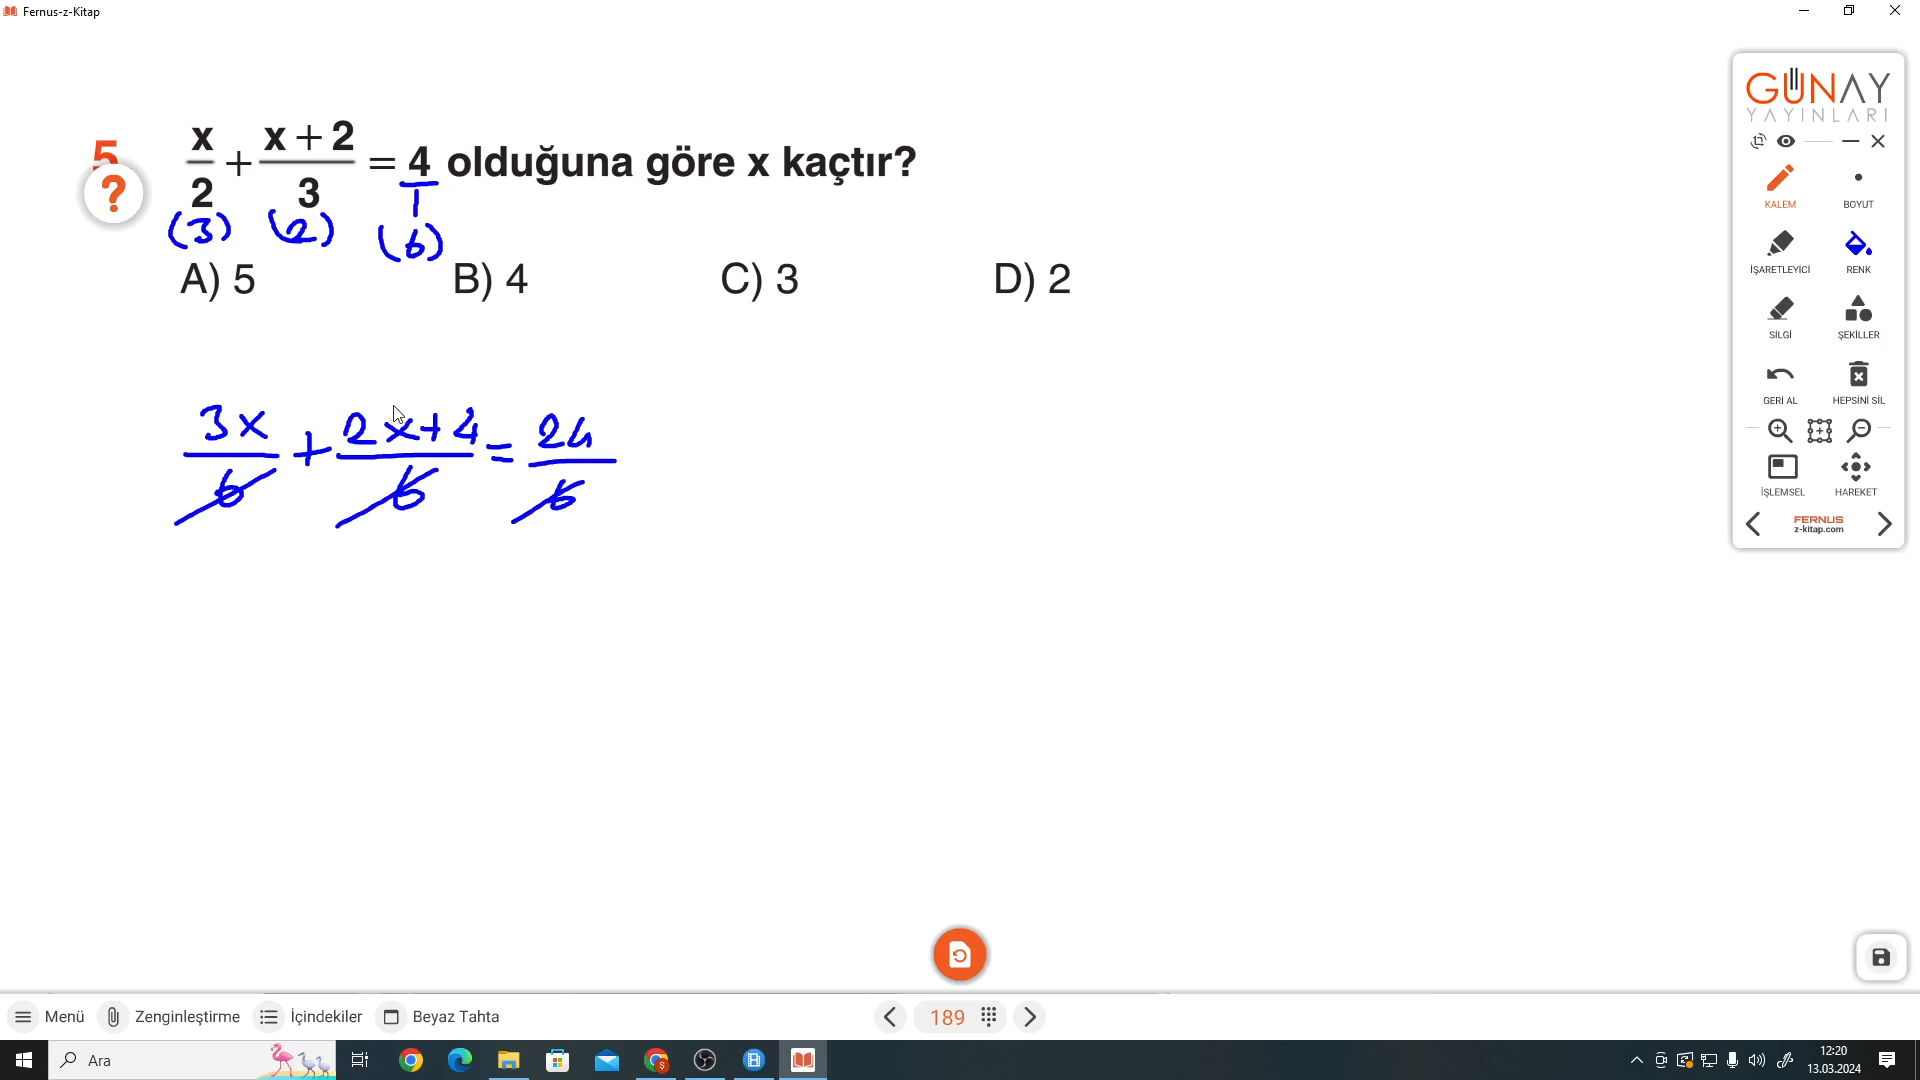 Fernus-z-Kitap
GÜNAY
YAYINLARI
5
?
x/2 + x+2/3 = 4 olduğuna göre x kaçtır?
1
(3) (2) (6)
A) 5 B) 4 C) 3 D) 2
3x/6 + 2x+4/6 = 24/6
KALEM BOYUT
İŞARETLEYİCİ RENK
SİLGİ ŞEKİLLER
GERİ AL HEPSİNİ SİL
İŞLEMSEL HAREKET
FERNUS
z-kitap.com
Menü Zenginleştirme İçindekiler Beyaz Tahta 189
Ara
12:20
13.03.2024